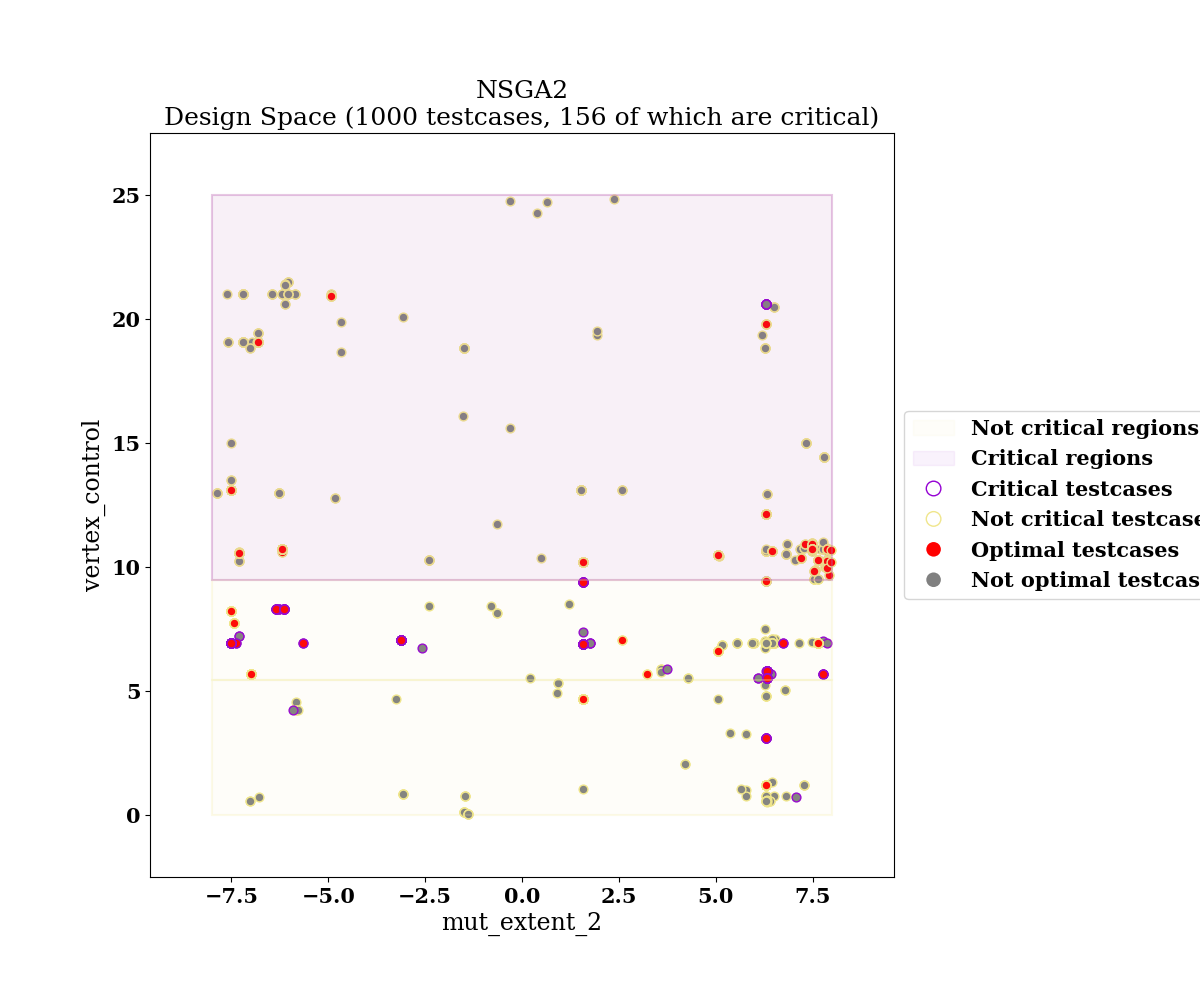 NSGA2
Design Space (1000 testcases, 156 of which are critical)
25
20
15
10
5
0
vertex_control
−7.5
−5.0
−2.5
0.0
2.5
5.0
7.5
mut_extent_2
Not critical regions
Critical regions
Critical testcases
Not critical testcase
Optimal testcases
Not optimal testcas